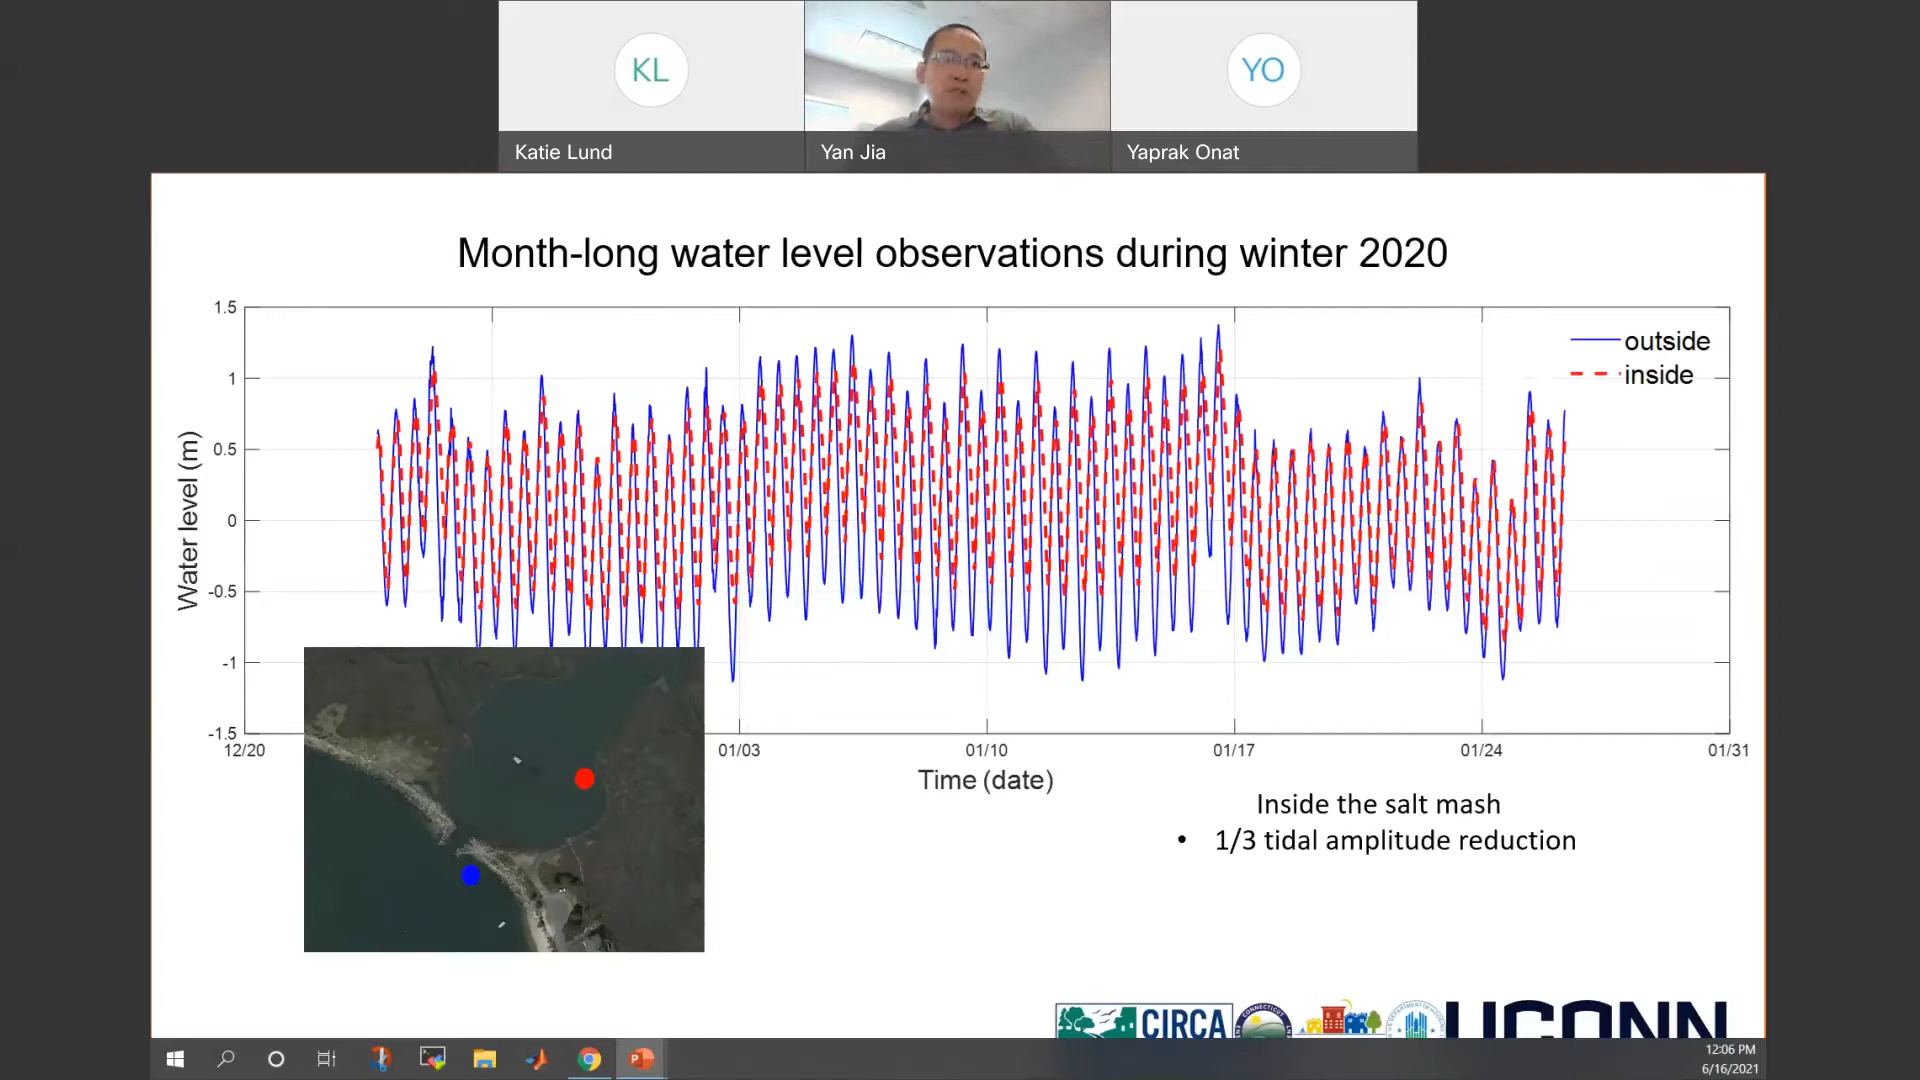 KL
YO
Katie Lund
Yan Jia
Yaprak Onat
Month-long water level observations during winter 2020
1.5
1
0.5
0
-0.5
-1
-1.5
Water level (m)
outside
inside
12/20
01/03
01/10
01/17
01/24
01/31
Time (date)
Inside the salt mash
• 1/3 tidal amplitude reduction
CIRCA
CONNECTICUT
UCONN
12:06 PM
6/16/2021